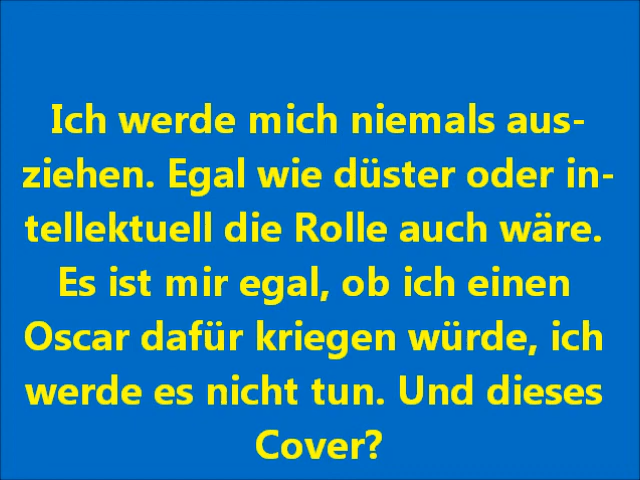 Ich werde mich niemals aus-
ziehen. Egal wie düster oder in-
tellektuell die Rolle auch wäre.
Es ist mir egal, ob ich einen
Oscar dafür kriegen würde, ich
werde es nicht tun. Und dieses
Cover?